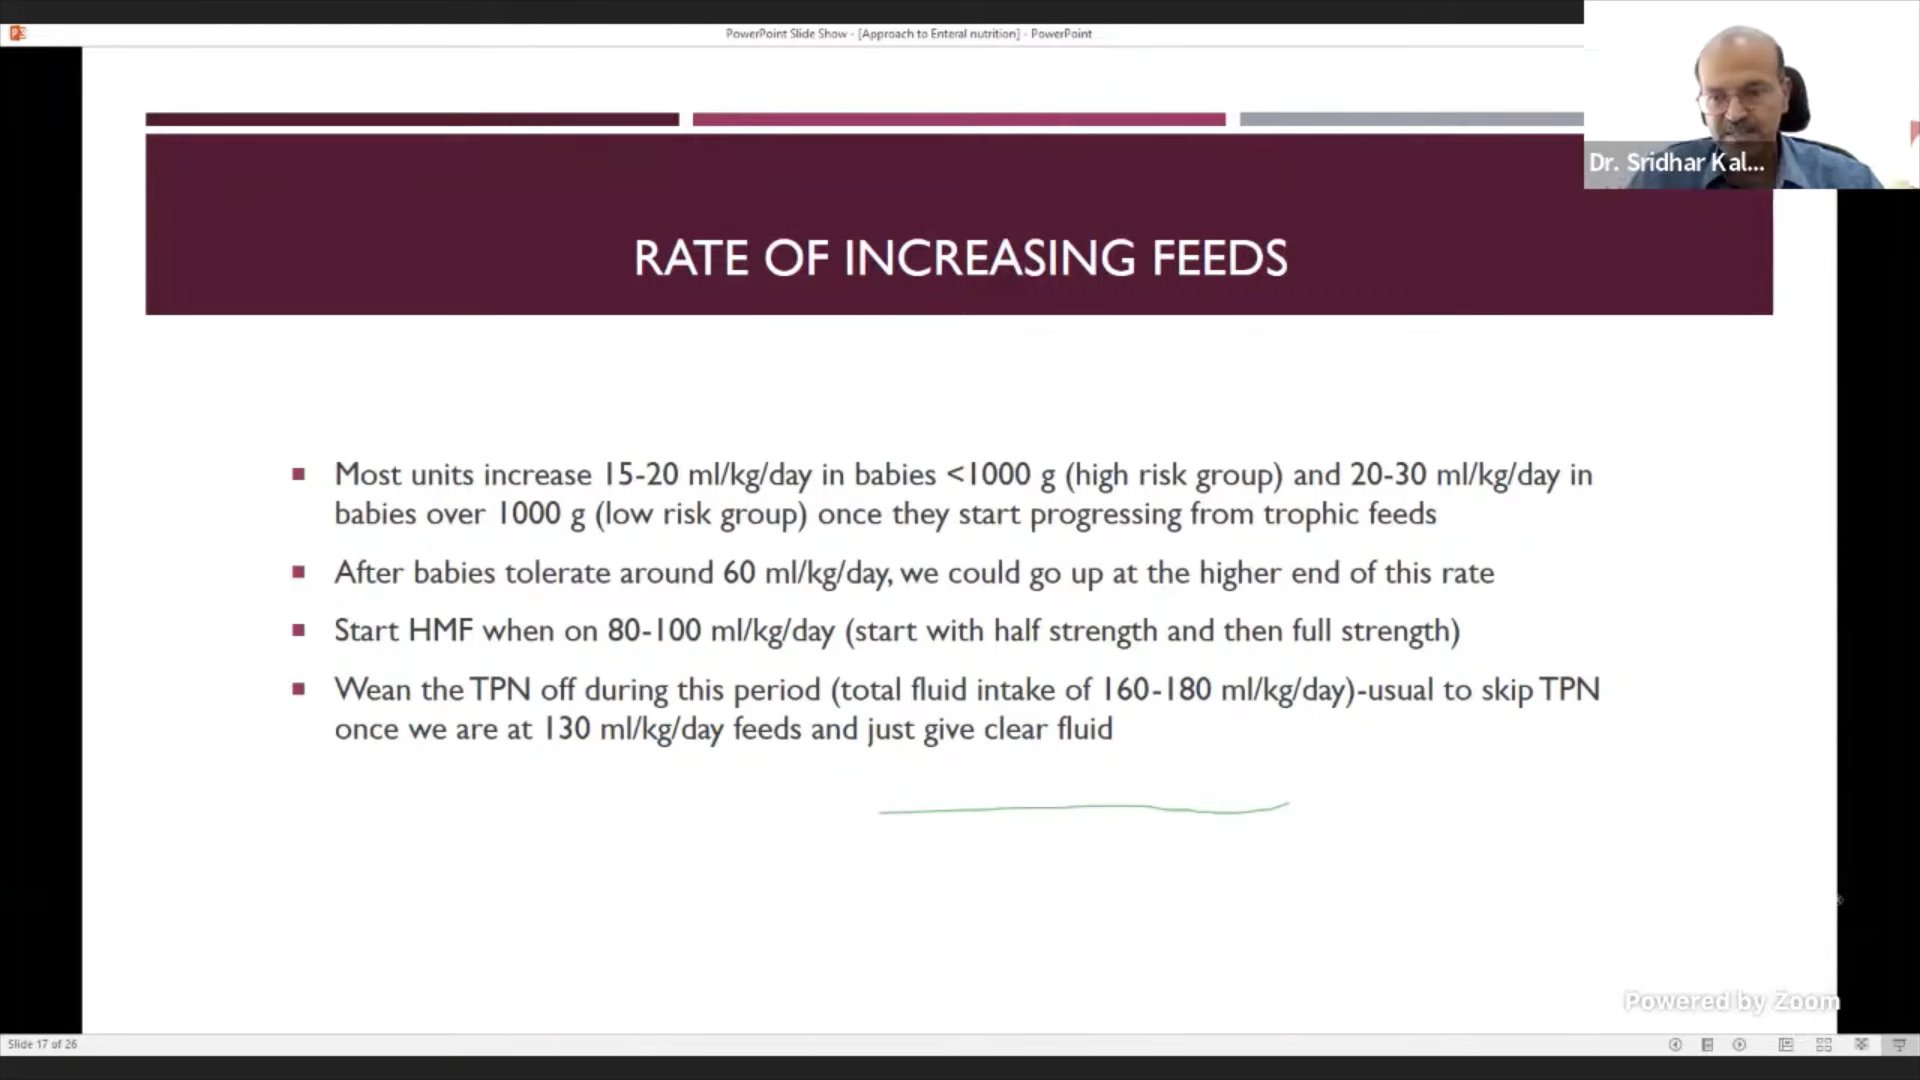 PowerPoint Slide Show - [Approach to Enteral nutrition] - PowerPoint
Dr. Sridhar Kal...
RATE OF INCREASING FEEDS
Most units increase 15-20 ml/kg/day in babies <1000 g (high risk group) and 20-30 ml/kg/day in
babies over 1000 g (low risk group) once they start progressing from trophic feeds
After babies tolerate around 60 ml/kg/day, we could go up at the higher end of this rate
Start HMF when on 80-100 ml/kg/day (start with half strength and then full strength)
Wean the TPN off during this period (total fluid intake of 160-180 ml/kg/day)-usual to skip TPN
once we are at 130 ml/kg/day feeds and just give clear fluid
Powered by Zoom
Slide 17 of 26